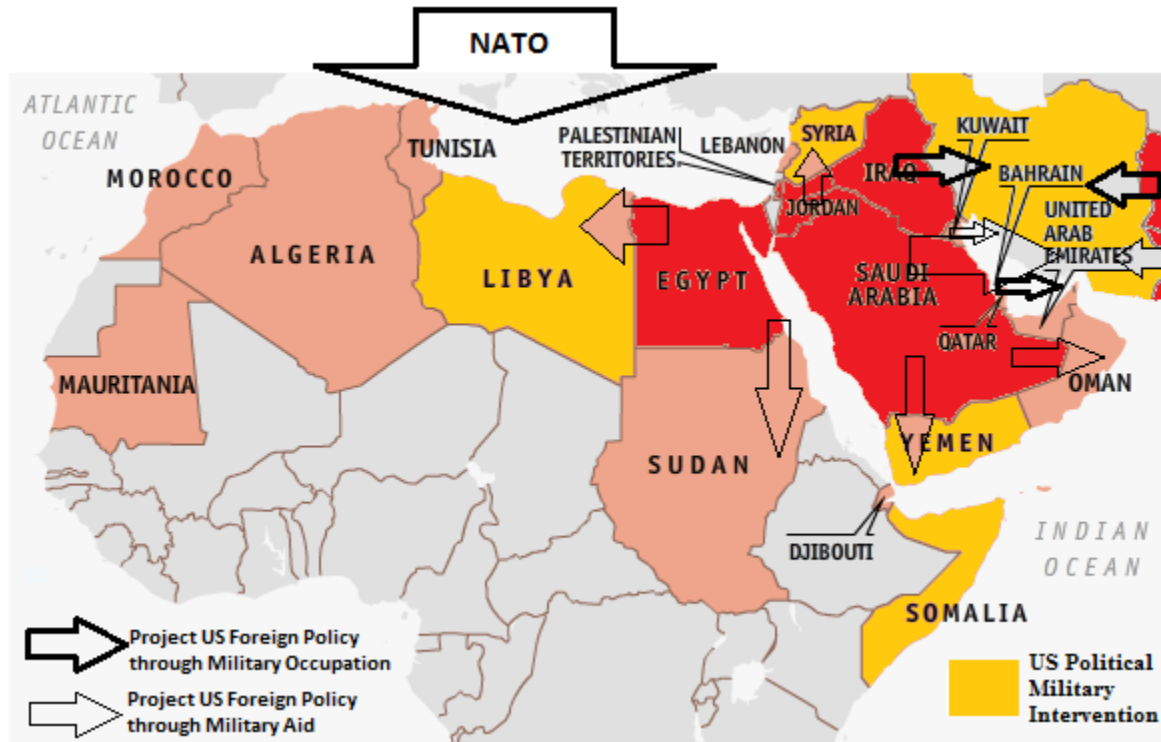 NATO
ATLANTIC
OCEAN
MOROCCO
TUNISIA
PALESTINIAN
TERRITORIES
LEBANON
SYRIA
KUWAIT
IRAQ
BAHRAIN
JORDAN
UNITED
ARAB
EMIRATES
ALGERIA
LIBYA
EGYPT
SAUDI
ARABIA
QATAR
OMAN
MAURITANIA
SUDAN
YEMEN
DJIBOUTI
INDIAN
OCEAN
SOMALIA
Project US Foreign Policy
through Military Occupation
Project US Foreign Policy
through Military Aid
US Political
Military
Intervention